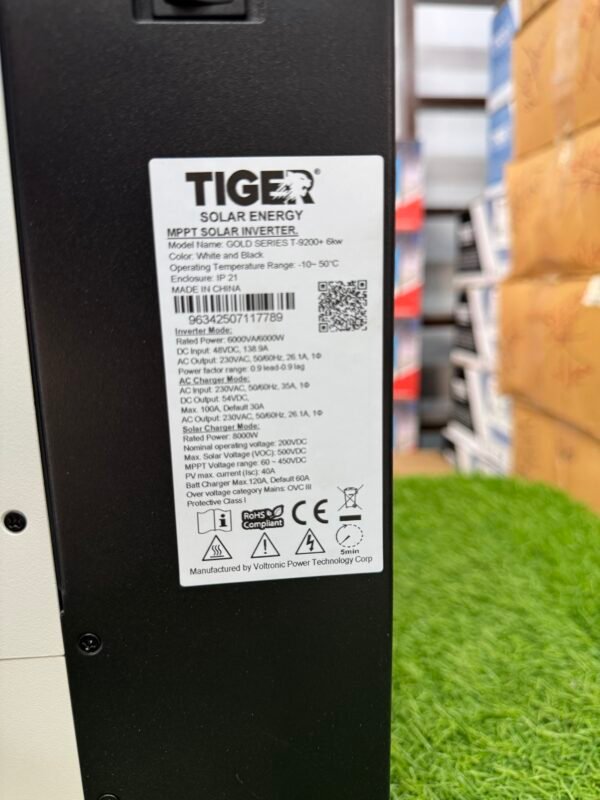 TIGER®
SOLAR ENERGY
MPPT SOLAR INVERTER.
Model Name: GOLD SERIES T-9200+ 6kw
Color: White and Black
Operating Temperature Range: -10~ 50°C
Enclosure: IP 21
MADE IN CHINA
96342507117789
Inverter Mode:
Rated Power: 6000VA/6000W
DC Input: 48VDC, 138.9A
AC Output: 230VAC, 50/60HZ, 26.1A, 1Φ
Power factor range: 0.9 lead-0.9 lag
AC Charger Mode:
AC Input: 230VAC, 50/60HZ, 35A, 1Φ
DC Output: 54VDC,
Max. 100A, Default 30A
AC Output: 230VAC, 50/60HZ, 26.1A, 1Φ
Solar Charger Mode:
Rated Power: 8000W
Nominal operating voltage: 200VDC
Max. Solar Voltage (VOC): 500VDC
MPPT Voltage range: 60 ~ 450VDC
PV max. current (Isc): 40A
Batt Charger Max.120A, Default 60A
Over voltage category Mains: OVC III
Protective Class I
RoHS
Compliant
CE
5min
Manufactured by Voltronic Power Technology Corp